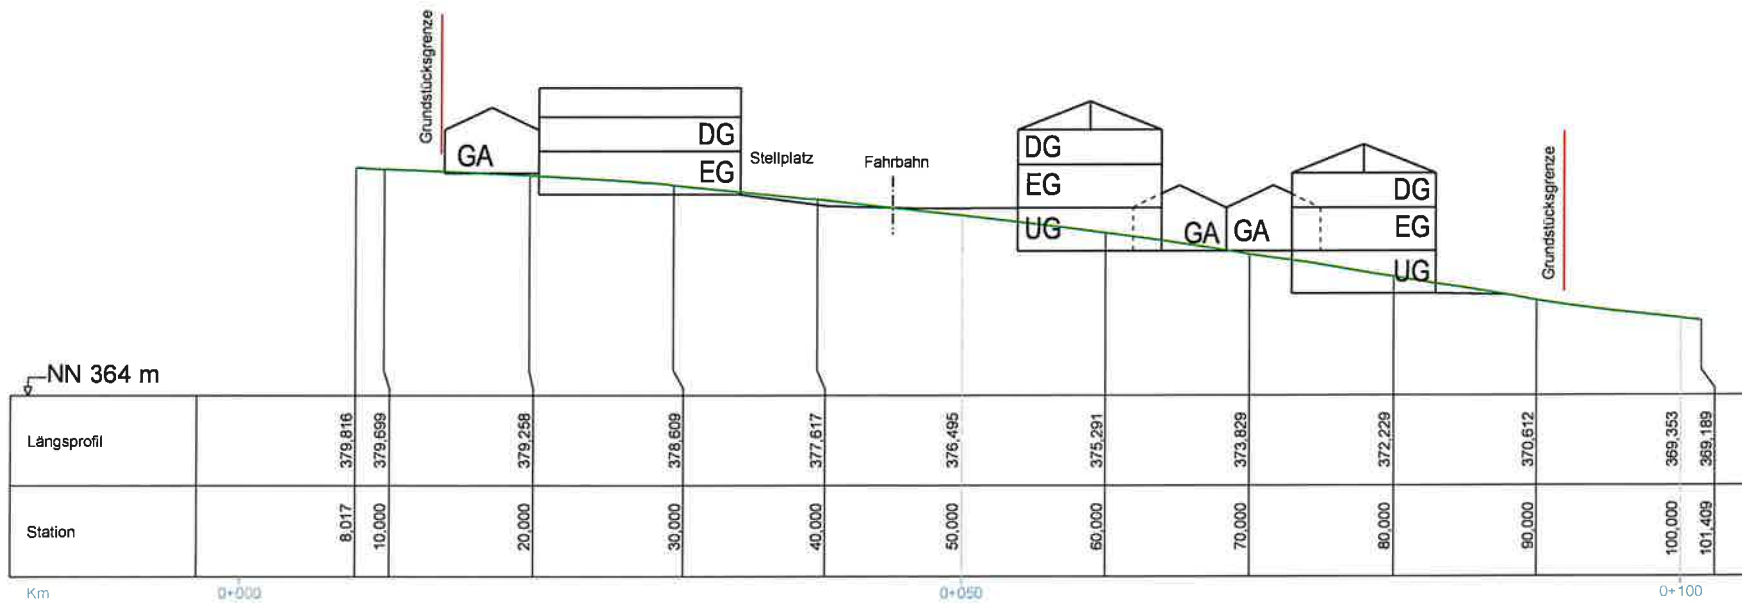 Grundstücksgrenze
GA
DG
EG
Stellplatz
Fahrbahn
DG
EG
UG
GA
GA
DG
EG
UG
Grundstücksgrenze
NN 364 m
Längsprofil
379,816
379,699
379,258
378,609
377,617
376,495
375,291
373,829
372,229
370,612
369,353
369,189
Station
8,017
10,000
20,000
30,000
40,000
50,000
60,000
70,000
80,000
90,000
100,000
101,409
Km
0+000
0+050
0+100